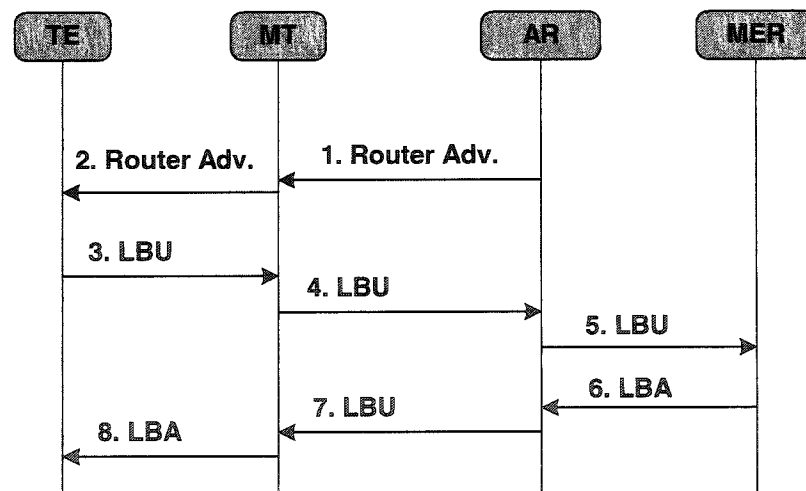 TE MT AR MER
1. Router Adv.
2. Router Adv.
3. LBU
4. LBU
5. LBU
6. LBA
7. LBU
8. LBA